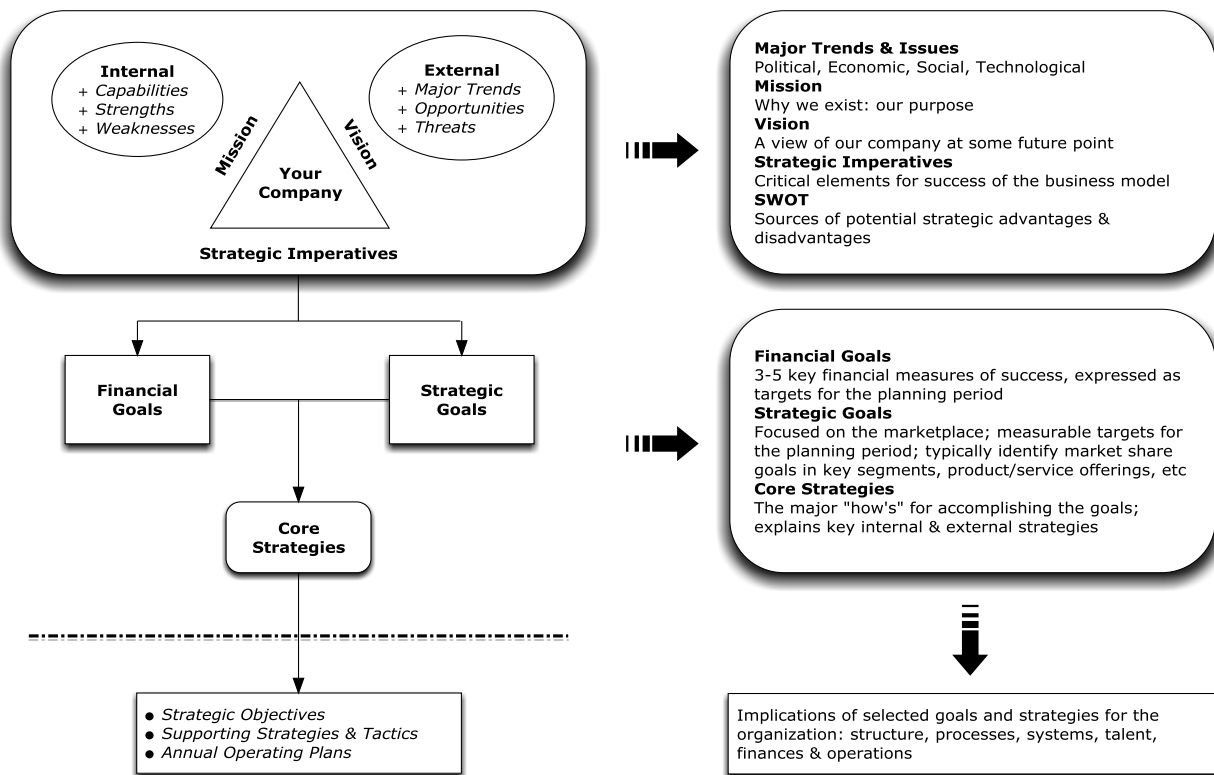 Internal
+ Capabilities
+ Strengths
+ Weaknesses
External
+ Major Trends
+ Opportunities
+ Threats
Mission
Vision
Your
Company
Strategic Imperatives
Major Trends & Issues
Political, Economic, Social, Technological
Mission
Why we exist: our purpose
Vision
A view of our company at some future point
Strategic Imperatives
Critical elements for success of the business model
SWOT
Sources of potential strategic advantages &
disadvantages
Financial
Goals
Strategic
Goals
Core
Strategies
Financial Goals
3-5 key financial measures of success, expressed as
targets for the planning period
Strategic Goals
Focused on the marketplace; measurable targets for
the planning period; typically identify market share
goals in key segments, product/service offerings, etc
Core Strategies
The major "how's" for accomplishing the goals;
explains key internal & external strategies
● Strategic Objectives
● Supporting Strategies & Tactics
● Annual Operating Plans
Implications of selected goals and strategies for the
organization: structure, processes, systems, talent,
finances & operations